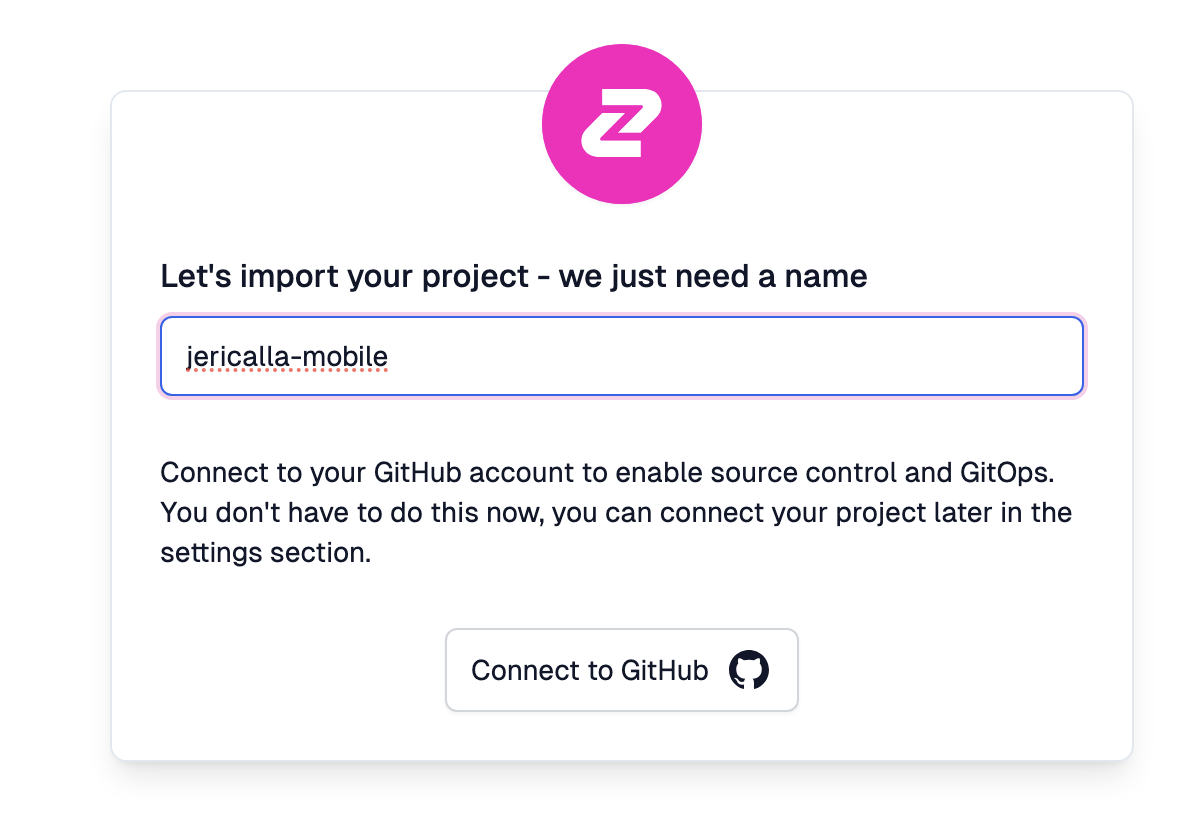 Let's import your project - we just need a name
jericalla-mobile
Connect to your GitHub account to enable source control and GitOps.
You don't have to do this now, you can connect your project later in the
settings section.
Connect to GitHub